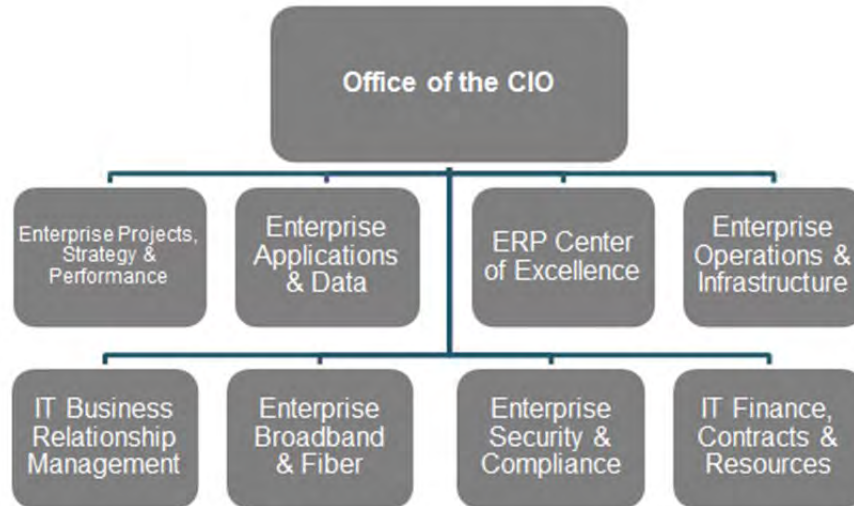 Office of the CIO
Enterprise Projects,
Strategy &
Performance
Enterprise
Applications
& Data
ERP Center
of Excellence
Enterprise
Operations &
Infrastructure
IT Business
Relationship
Management
Enterprise
Broadband
& Fiber
Enterprise
Security &
Compliance
IT Finance,
Contracts &
Resources